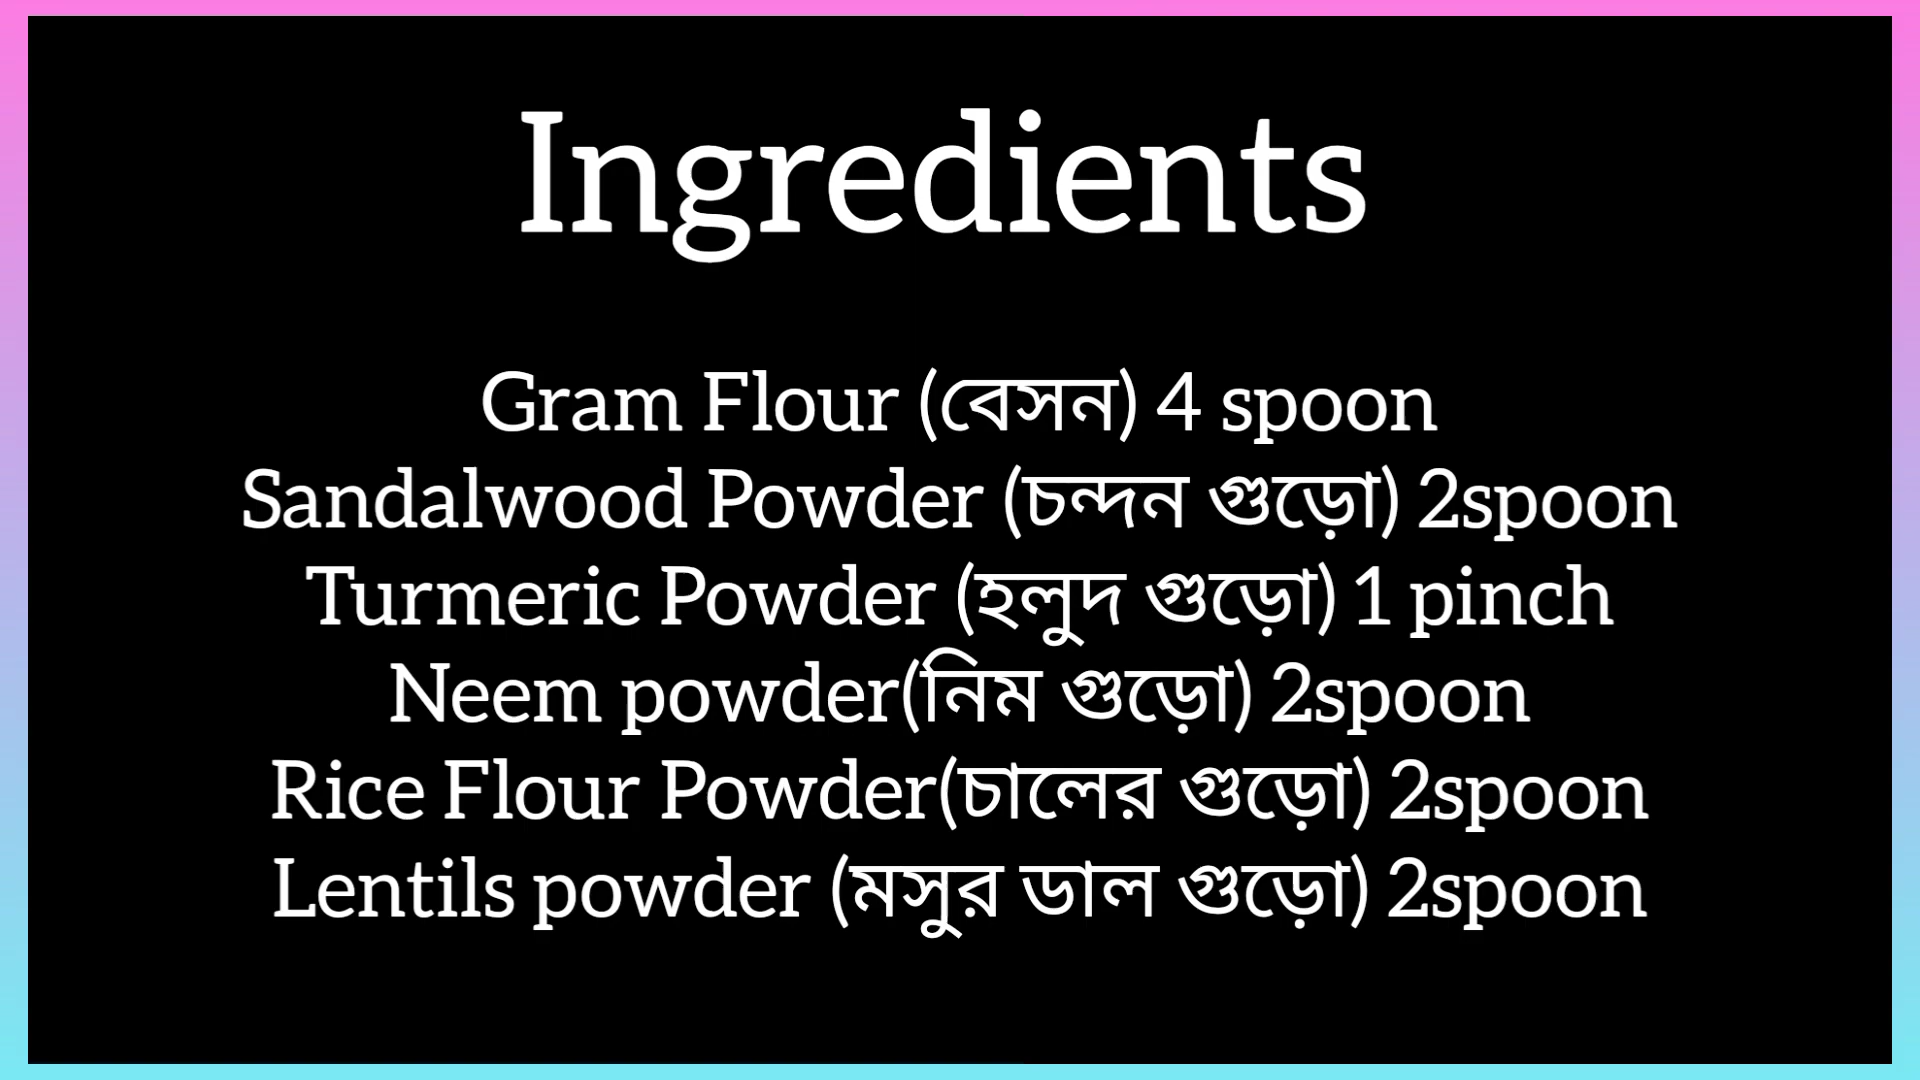 Ingredients
Gram Flour (বেসন) 4 spoon
Sandalwood Powder (চন্দন গুড়ো) 2spoon
Turmeric Powder (হলুদ গুড়ো) 1 pinch
Neem powder(নিম গুড়ো) 2spoon
Rice Flour Powder(চালের গুড়ো) 2spoon
Lentils powder (মসুর ডাল গুড়ো) 2spoon